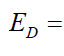 E_D =